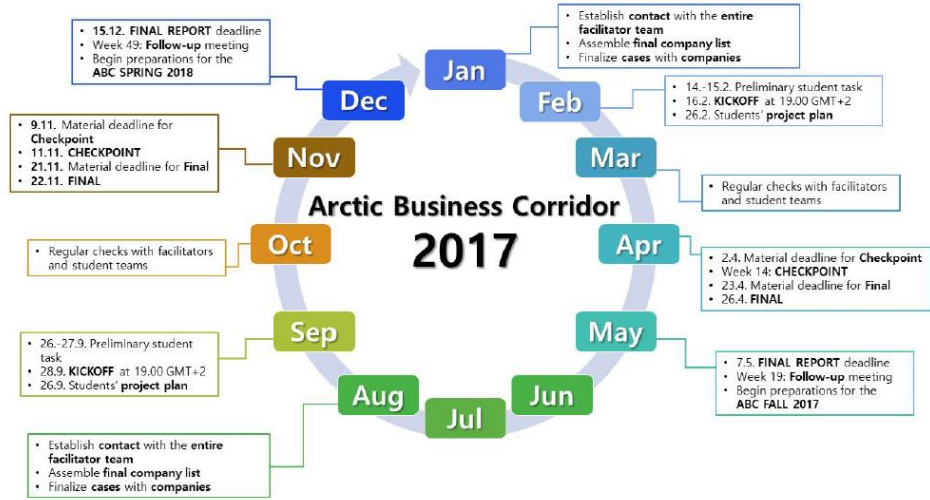 Arctic Business Corridor
2017
Jan
• Establish contact with the entire
facilitator team
• Assemble final company list
• Finalize cases with companies
Feb
• 14.-15.2. Preliminary student task
• 16.2. KICKOFF at 19.00 GMT+2
• 26.2. Students' project plan
Mar
• Regular checks with facilitators
and student teams
Apr
• 2.4. Material deadline for Checkpoint
• Week 14: CHECKPOINT
• 23.4. Material deadline for Final
• 26.4. FINAL
May
• 7.5. FINAL REPORT deadline
• Week 19: Follow-up meeting
• Begin preparations for the
ABC FALL 2017
Jun
Jul
Aug
• Establish contact with the entire
facilitator team
• Assemble final company list
• Finalize cases with companies
Sep
• 26.-27.9. Preliminary student
task
• 28.9. KICKOFF at 19.00 GMT+2
• 26.9. Students' project plan
Oct
• Regular checks with facilitators
and student teams
Nov
• 9.11. Material deadline for
Checkpoint
• 11.11. CHECKPOINT
• 21.11. Material deadline for Final
• 22.11. FINAL
Dec
• 15.12. FINAL REPORT deadline
• Week 49: Follow-up meeting
• Begin preparations for the
ABC SPRING 2018